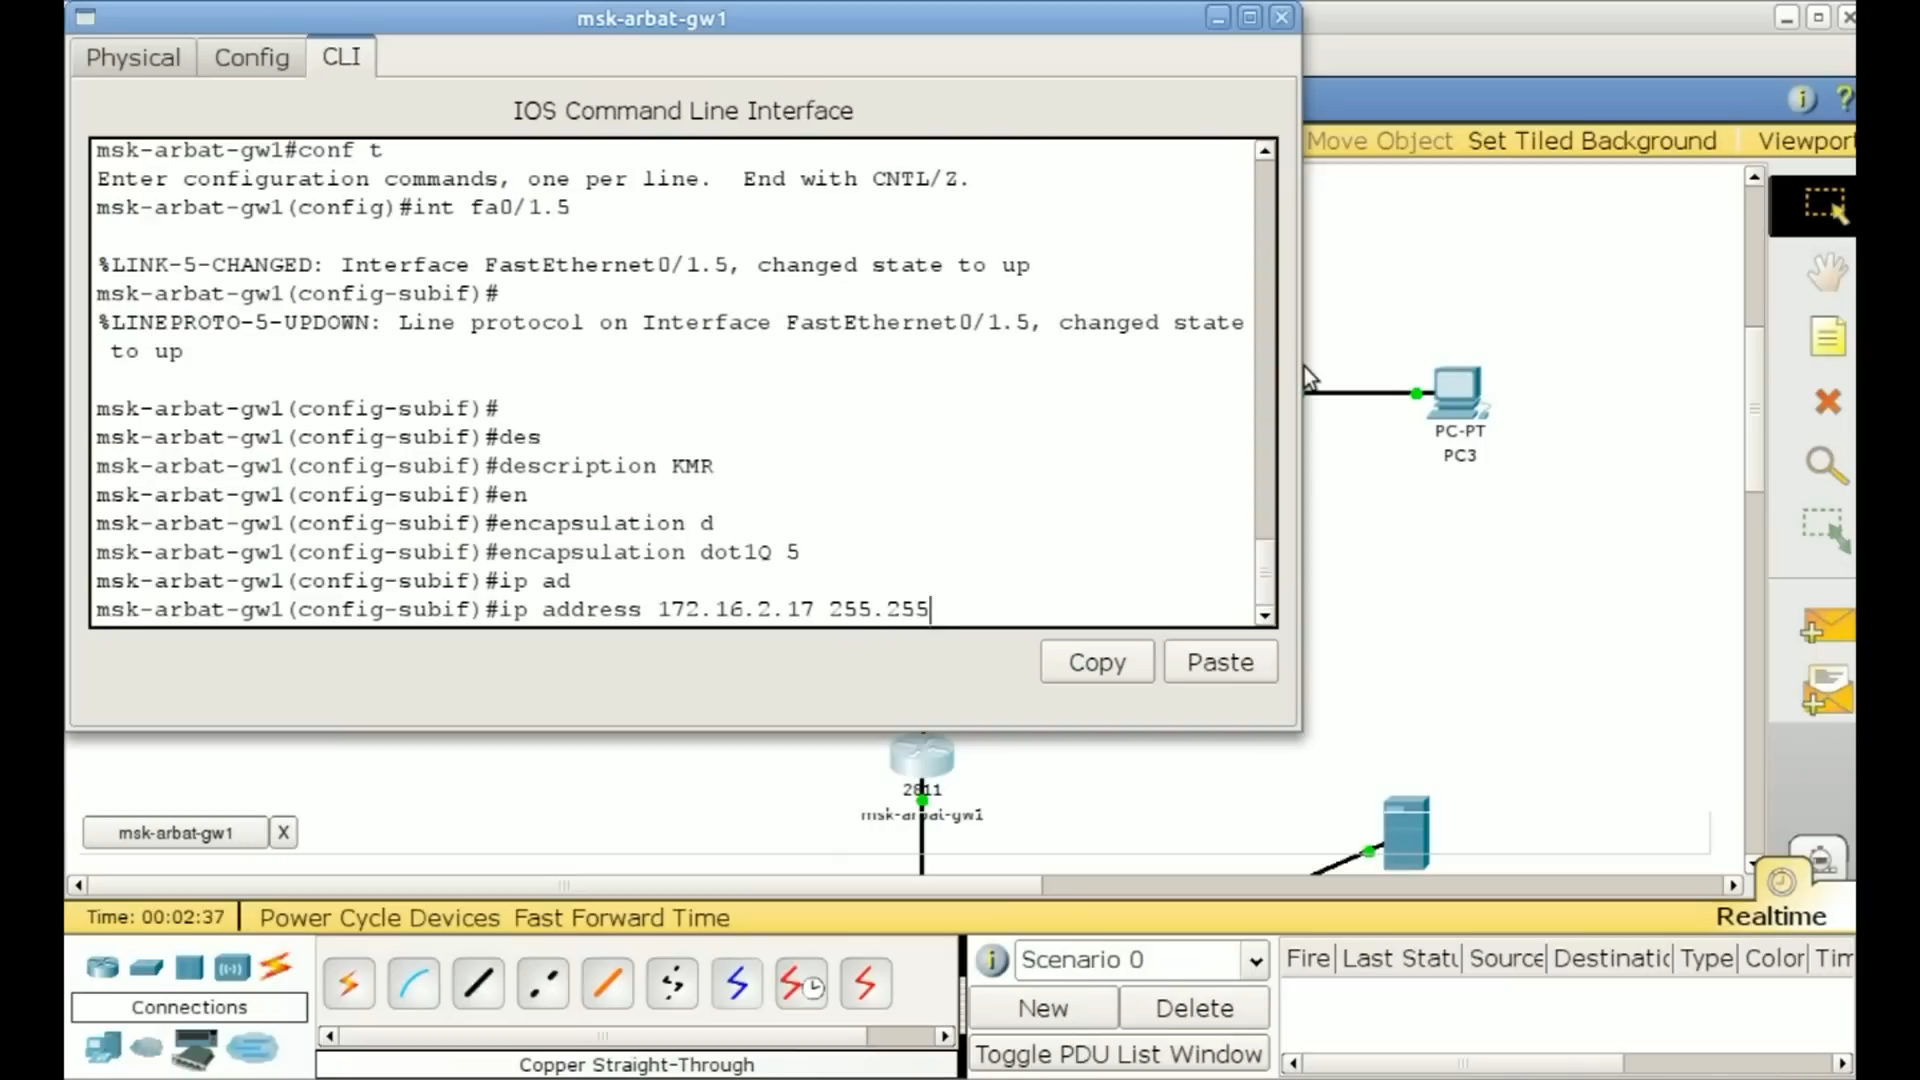 msk-arbat-gw1
Physical
Config
CLI
IOS Command Line Interface
msk-arbat-gw1#conf t
Enter configuration commands, one per line.  End with CNTL/Z.
msk-arbat-gw1(config)#int fa0/1.5
%LINK-5-CHANGED: Interface FastEthernet0/1.5, changed state to up
msk-arbat-gw1(config-subif)#
%LINEPROTO-5-UPDOWN: Line protocol on Interface FastEthernet0/1.5, changed state
to up
msk-arbat-gw1(config-subif)#
msk-arbat-gw1(config-subif)#des
msk-arbat-gw1(config-subif)#description KMR
msk-arbat-gw1(config-subif)#en
msk-arbat-gw1(config-subif)#encapsulation d
msk-arbat-gw1(config-subif)#encapsulation dot1Q 5
msk-arbat-gw1(config-subif)#ip ad
msk-arbat-gw1(config-subif)#ip address 172.16.2.17 255.255
Copy
Paste
Move Object
Set Tiled Background
Viewport
PC-PT
PC3
2811
msk-arbat-gw1
msk-arbat-gw1
X
Time: 00:02:37
Power Cycle Devices
Fast Forward Time
Realtime
Connections
Copper Straight-Through
Scenario 0
New
Delete
Toggle PDU List Window
Fire
Last Statu
Source
Destinatic
Type
Color
Tim